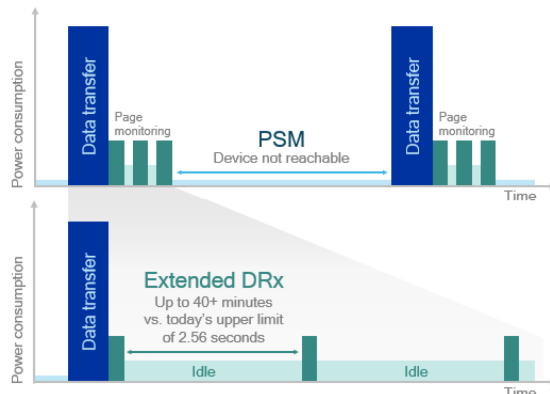 Power consumption
Data transfer
Page
monitoring
PSM
Device not reachable
Data transfer
Page
monitoring
Time
Power consumption
Data transfer
Extended DRx
Up to 40+ minutes
vs. today's upper limit
of 2.56 seconds
Idle
Idle
Time